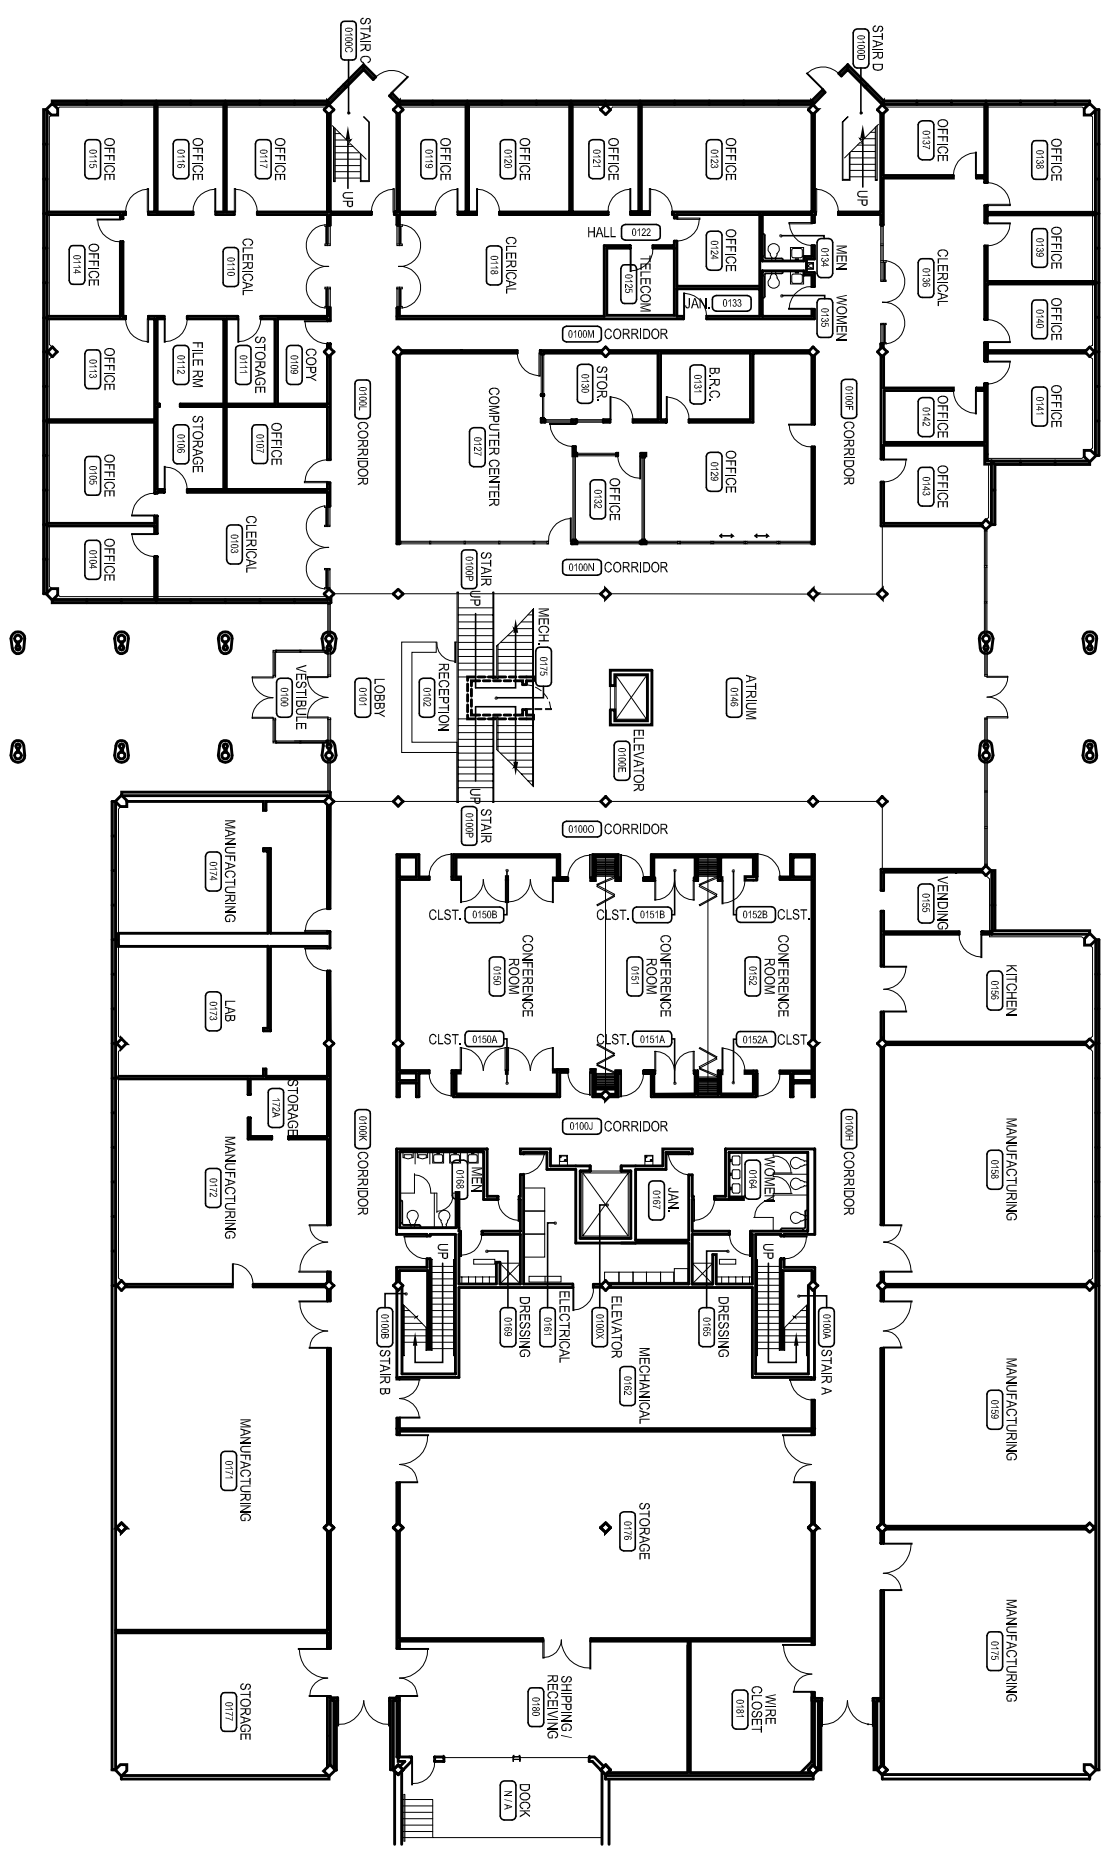 STAIR C
0100C
STAIR D
0100D
OFFICE
0115
OFFICE
0116
OFFICE
0117
UP
OFFICE
0119
OFFICE
0120
OFFICE
0121
OFFICE
0123
UP
OFFICE
0137
OFFICE
0138
OFFICE
0114
CLERICAL
0110
CLERICAL
0118
HALL 0122
TELECOM
0125
OFFICE
0124
JAN. 0133
MEN
0134
WOMEN
0135
CLERICAL
0136
OFFICE
0139
OFFICE
0140
OFFICE
0113
FILE RM
0112
STORAGE
0111
COPY
0109
0100M CORRIDOR
OFFICE
0141
OFFICE
0105
STORAGE
0106
OFFICE
0107
0100L CORRIDOR
COMPUTER CENTER
0127
STOR.
0130
B.R.C.
0131
0100F CORRIDOR
OFFICE
0142
OFFICE
0143
OFFICE
0132
OFFICE
0129
OFFICE
0104
CLERICAL
0103
STAIR
0100P
UP
0100N CORRIDOR
MECH.
0175
VESTIBULE
0100
LOBBY
0101
RECEPTION
0102
ELEVATOR
0100E
ATRIUM
0146
UP
STAIR
0100P
0100O CORRIDOR
MANUFACTURING
0174
CLST. 0150B
CLST. 0151B
0152B CLST.
VENDING
0155
LAB
0173
CONFERENCE
ROOM
0150
CONFERENCE
ROOM
0151
CONFERENCE
ROOM
0152
KITCHEN
0156
CLST. 0150A
CLST. 0151A
0152A CLST.
STORAGE
172A
0100K CORRIDOR
0100J CORRIDOR
0100H CORRIDOR
MANUFACTURING
0172
MEN
0168
JAN.
0167
WOMEN
0164
MANUFACTURING
0158
UP
UP
0100B STAIR B
DRESSING
0169
ELECTRICAL
0161
ELEVATOR
0100X
DRESSING
0165
0100A STAIR A
MECHANICAL
0162
MANUFACTURING
0159
MANUFACTURING
0171
STORAGE
0176
MANUFACTURING
0175
STORAGE
0177
SHIPPING /
RECEIVING
0180
WIRE
CLOSET
0181
DOCK
N / A